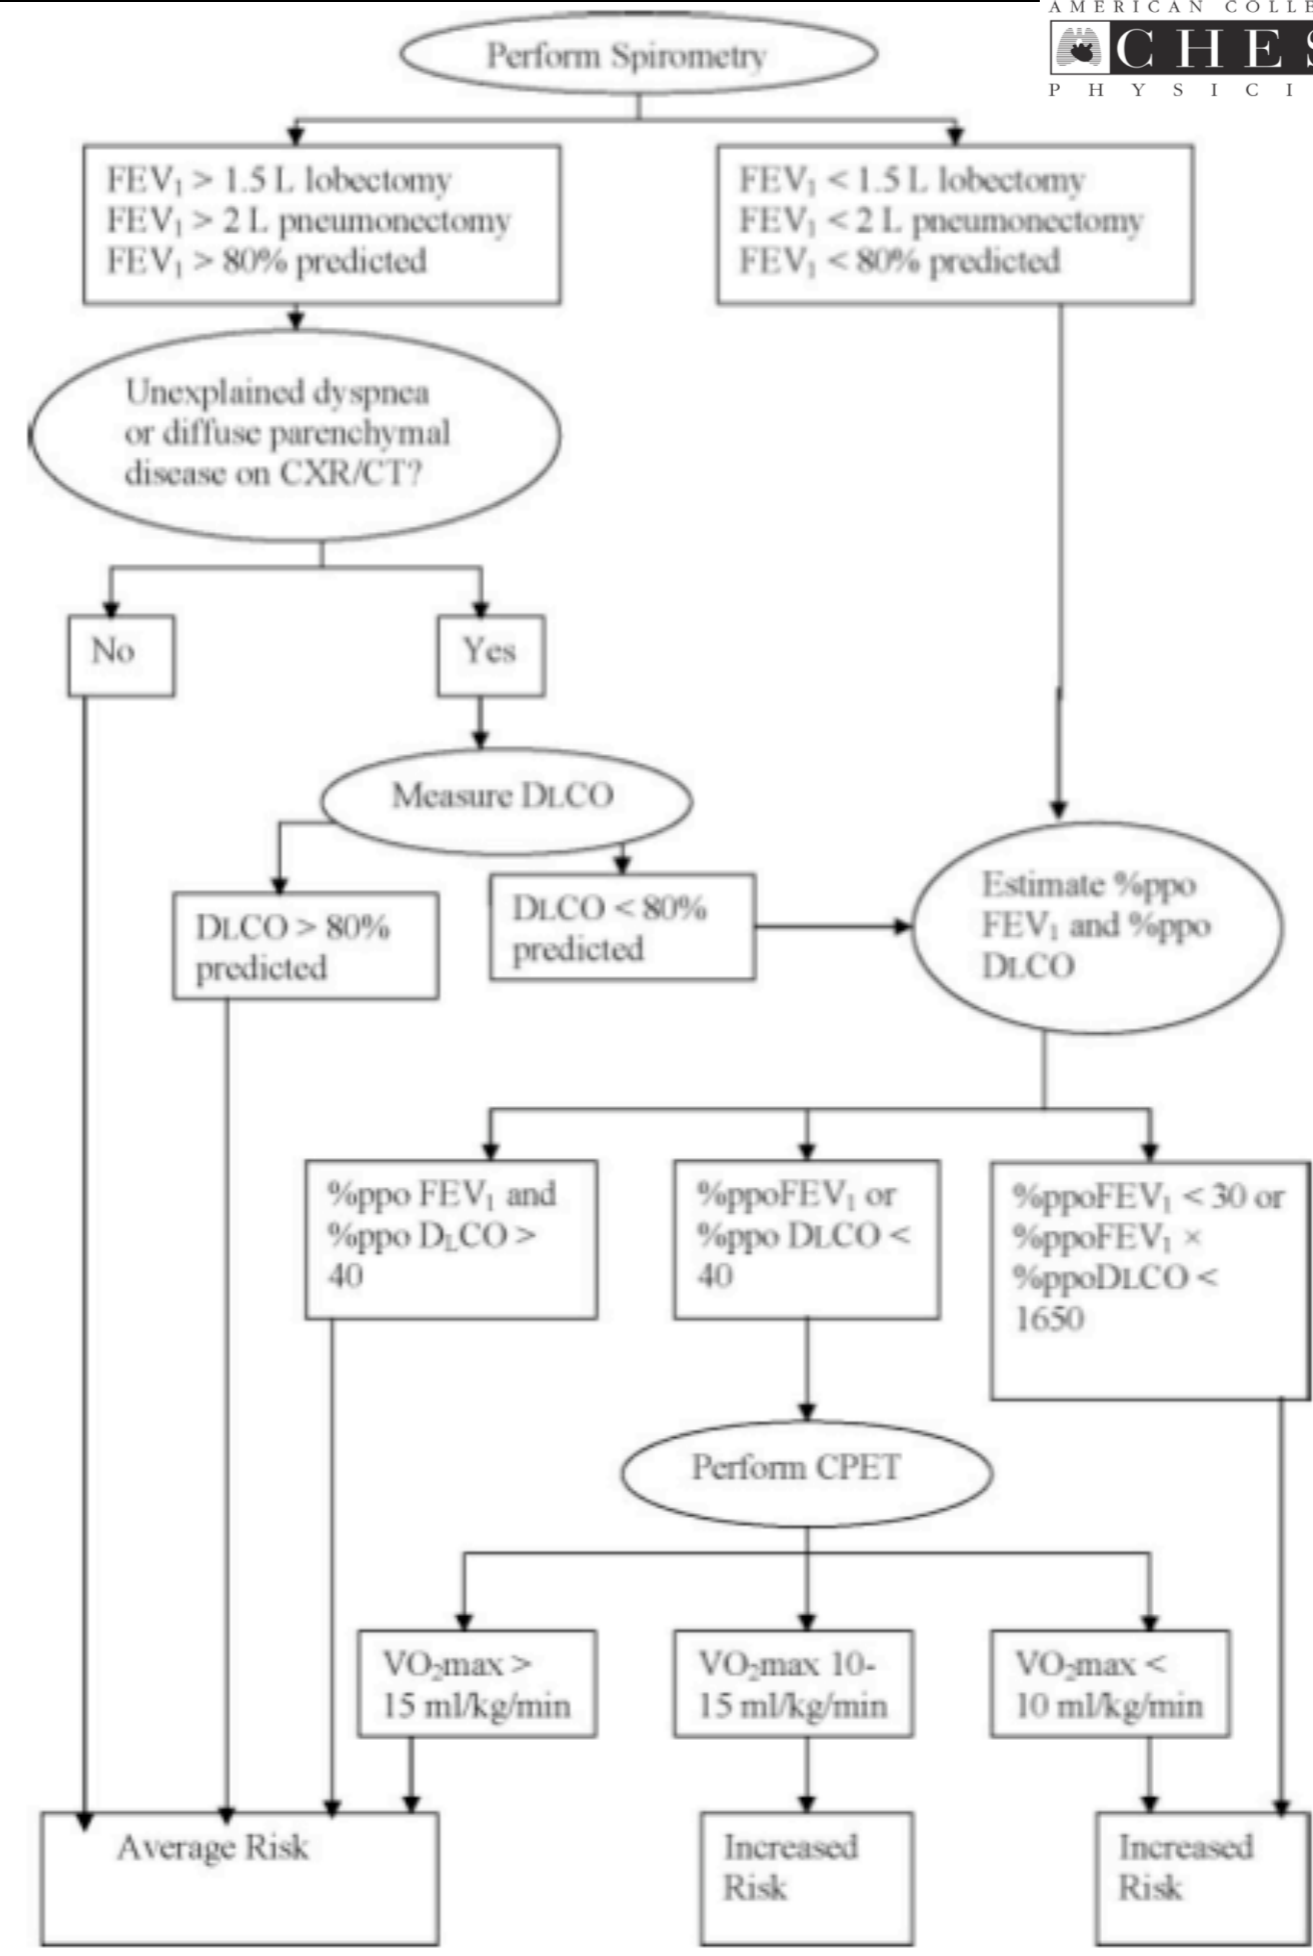 AMERICAN COLLE
CHES
PHYSICI
Perform Spirometry
FEV₁ > 1.5 L lobectomy
FEV₁ > 2 L pneumonectomy
FEV₁ > 80% predicted
FEV₁ < 1.5 L lobectomy
FEV₁ < 2 L pneumonectomy
FEV₁ < 80% predicted
Unexplained dyspnea
or diffuse parenchymal
disease on CXR/CT?
No
Yes
Measure DLCO
DLCO > 80%
predicted
DLCO < 80%
predicted
Estimate %ppo
FEV₁ and %ppo
DLCO
%ppo FEV₁ and
%ppo DLCO >
40
%ppoFEV₁ or
%ppo DLCO <
40
%ppoFEV₁ < 30 or
%ppoFEV₁ ×
%ppoDLCO <
1650
Perform CPET
VO₂max >
15 ml/kg/min
VO₂max 10-
15 ml/kg/min
VO₂max <
10 ml/kg/min
Average Risk
Increased
Risk
Increased
Risk